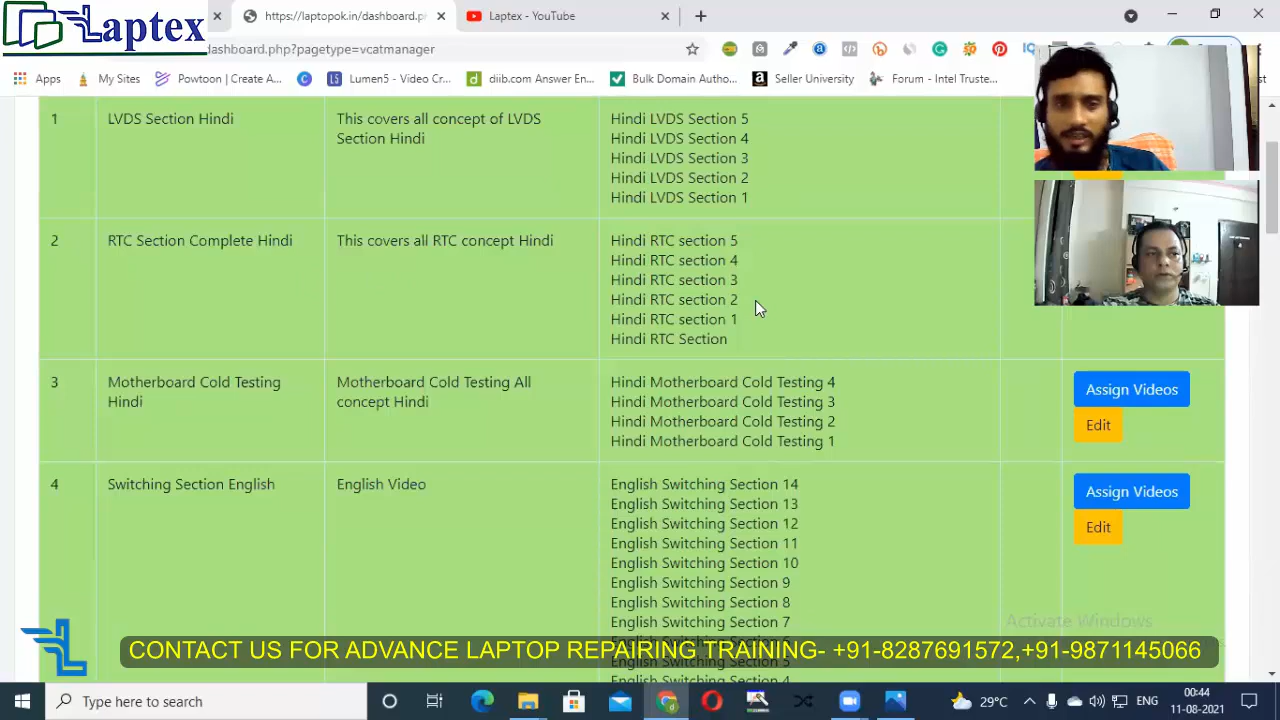 Laptex
https://laptopok.in/dashboard.p
Laptex - YouTube
dashboard.php?pagetype=vcatmanager
Apps
My Sites
Powtoon | Create A...
Lumen5 - Video Cr...
diib.com/Answer En...
Bulk Domain Autho...
Seller University
Forum - Intel Truste...
1
LVDS Section Hindi
This covers all concept of LVDS
Section Hindi
Hindi LVDS Section 5
Hindi LVDS Section 4
Hindi LVDS Section 3
Hindi LVDS Section 2
Hindi LVDS Section 1
2
RTC Section Complete Hindi
This covers all RTC concept Hindi
Hindi RTC section 5
Hindi RTC section 4
Hindi RTC section 3
Hindi RTC section 2
Hindi RTC section 1
Hindi RTC Section
3
Motherboard Cold Testing
Hindi
Motherboard Cold Testing All
concept Hindi
Hindi Motherboard Cold Testing 4
Hindi Motherboard Cold Testing 3
Hindi Motherboard Cold Testing 2
Hindi Motherboard Cold Testing 1
Assign Videos
Edit
4
Switching Section English
English Video
English Switching Section 14
English Switching Section 13
English Switching Section 12
English Switching Section 11
English Switching Section 10
English Switching Section 9
English Switching Section 8
English Switching Section 7
Assign Videos
Edit
Activate Windows
CONTACT US FOR ADVANCE LAPTOP REPAIRING TRAINING- +91-8287691572,+91-9871145066
Type here to search
29°C
ENG
00:44
11-08-2021